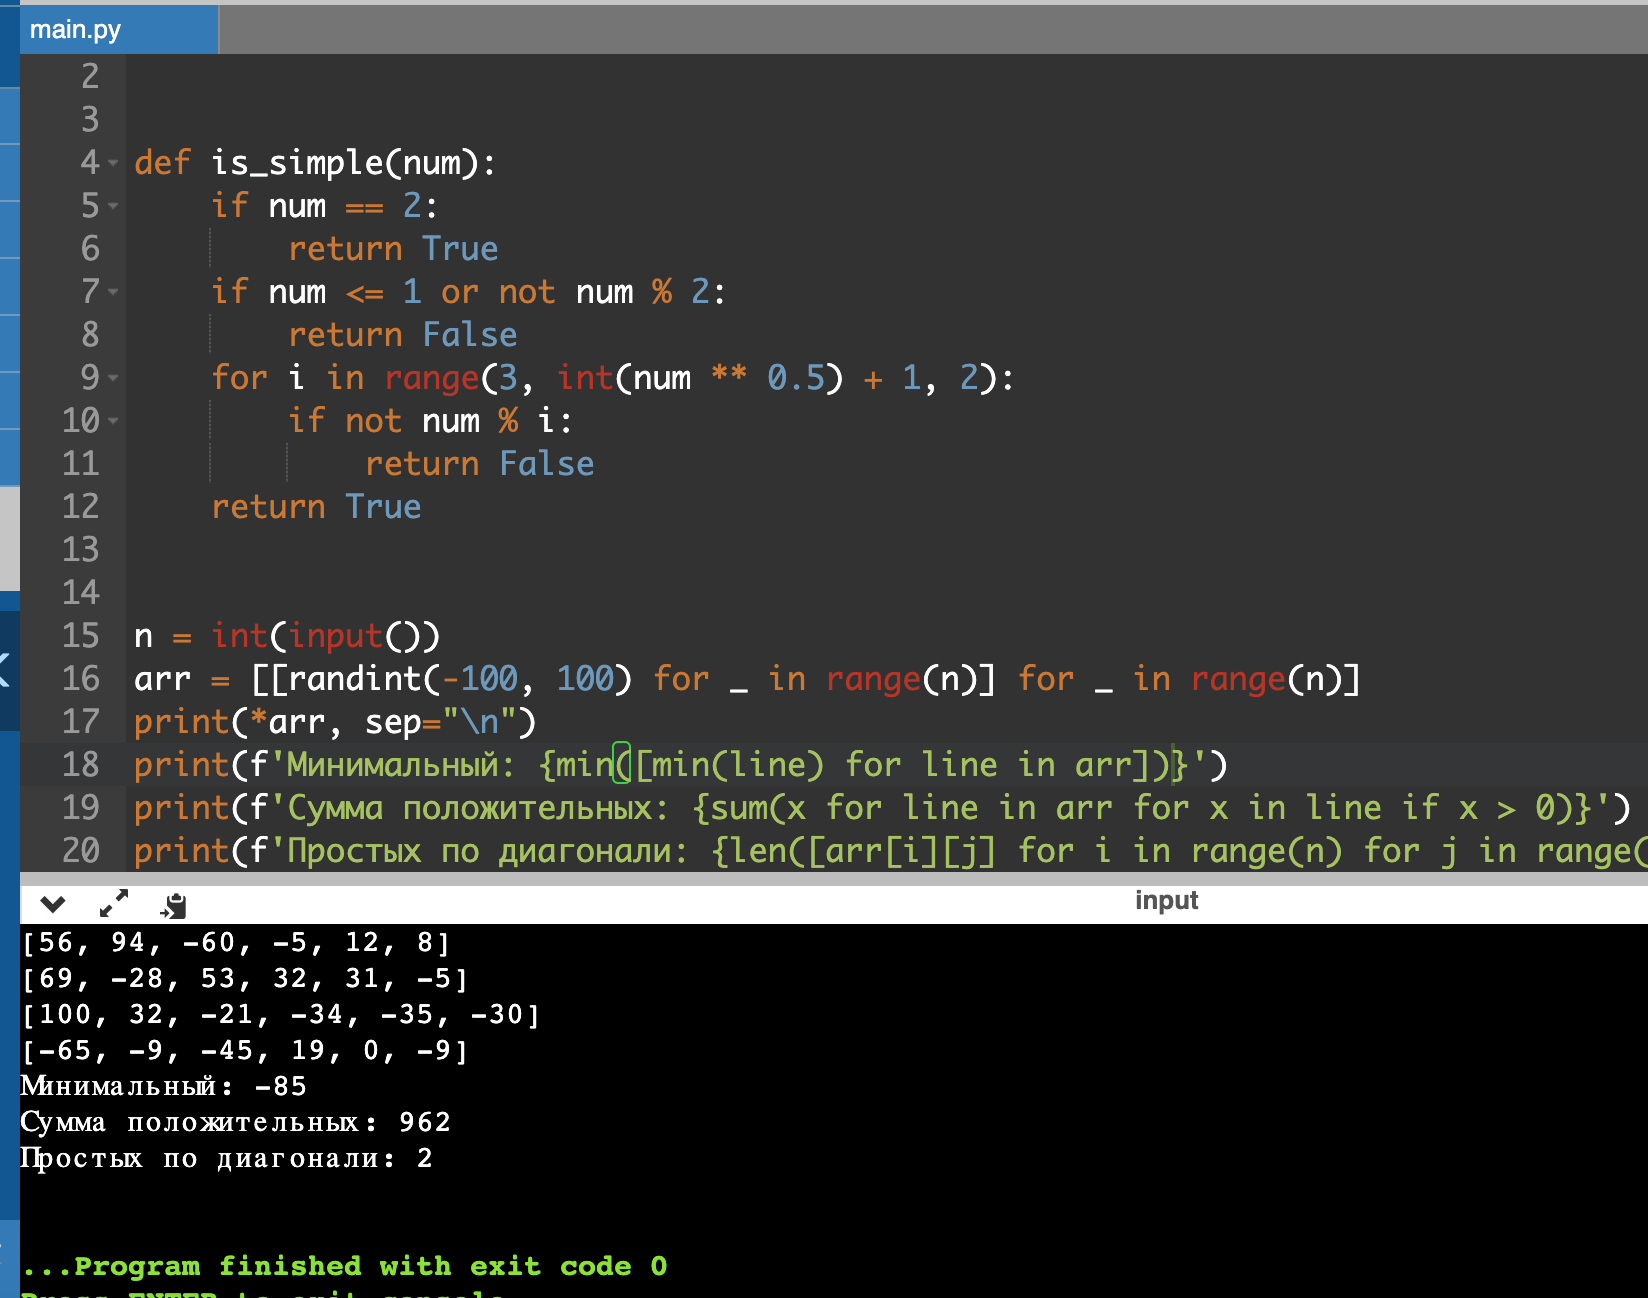 main.py
2
3
4 def is_simple(num):
5     if num == 2:
6         return True
7     if num <= 1 or not num % 2:
8         return False
9     for i in range(3, int(num ** 0.5) + 1, 2):
10         if not num % i:
11             return False
12     return True
13
14
15 n = int(input())
16 arr = [[randint(-100, 100) for _ in range(n)] for _ in range(n)]
17 print(*arr, sep="\n")
18 print(f'Минимальный: {min([min(line) for line in arr])}')
19 print(f'Сумма положительных: {sum(x for line in arr for x in line if x > 0)}')
20 print(f'Простых по диагонали: {len([arr[i][j] for i in range(n) for j in range(
input
[56, 94, -60, -5, 12, 8]
[69, -28, 53, 32, 31, -5]
[100, 32, -21, -34, -35, -30]
[-65, -9, -45, 19, 0, -9]
Минимальный: -85
Сумма положительных: 962
Простых по диагонали: 2
...Program finished with exit code 0
Press ENTER to exit console